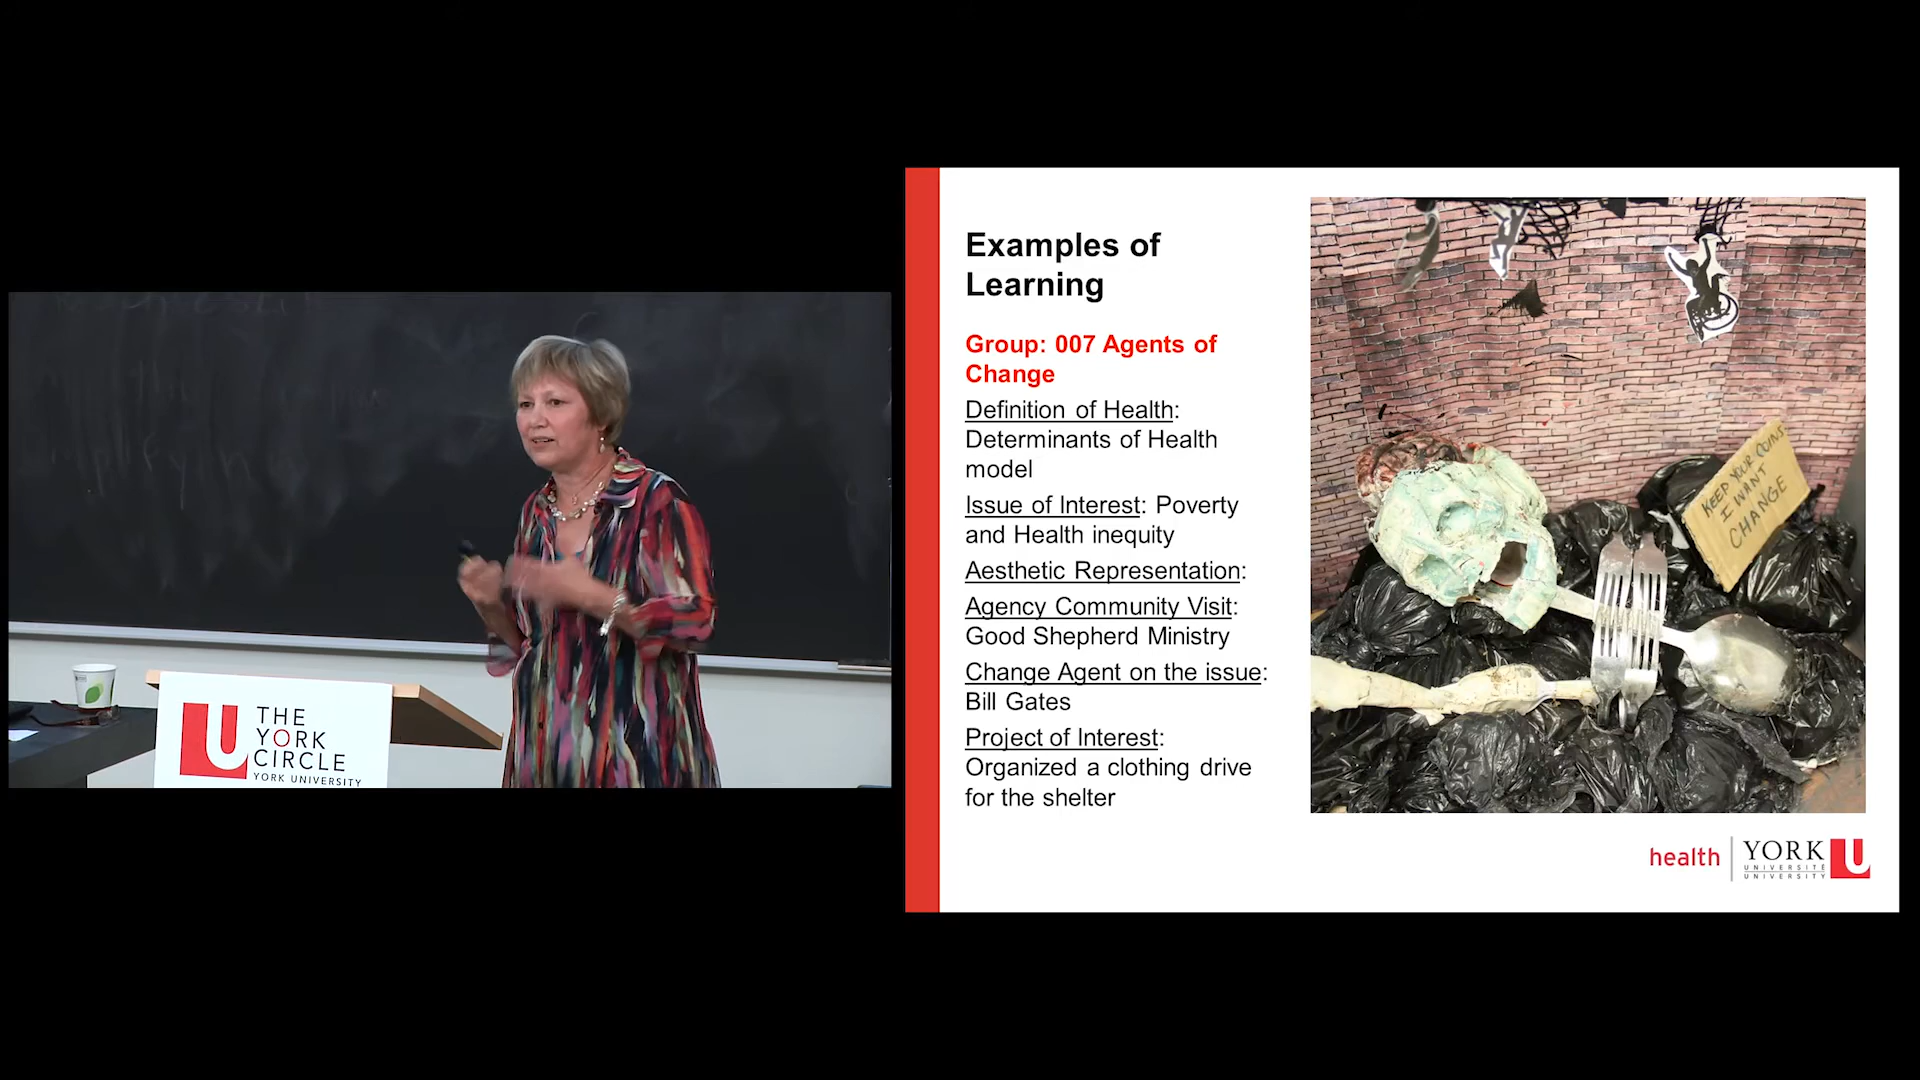 THE
YORK
CIRCLE
YORK UNIVERSITY
Examples of
Learning
Group: 007 Agents of
Change
Definition of Health:
Determinants of Health
model
Issue of Interest: Poverty
and Health inequity
Aesthetic Representation:
Agency Community Visit:
Good Shepherd Ministry
Change Agent on the issue:
Bill Gates
Project of Interest:
Organized a clothing drive
for the shelter
KEEP YOUR COINS
I WANT
CHANGE
health
YORK U
UNIVERSITÉ
UNIVERSITY